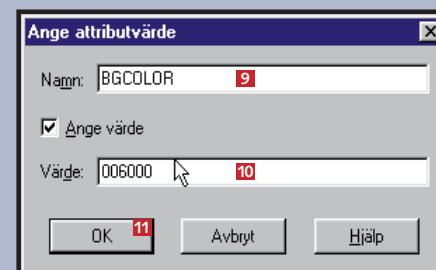 Ange attributvärde
Namn: BGCOLOR 9
Ange värde
Värde: 006000 10
OK 11 Avbryt Hjälp